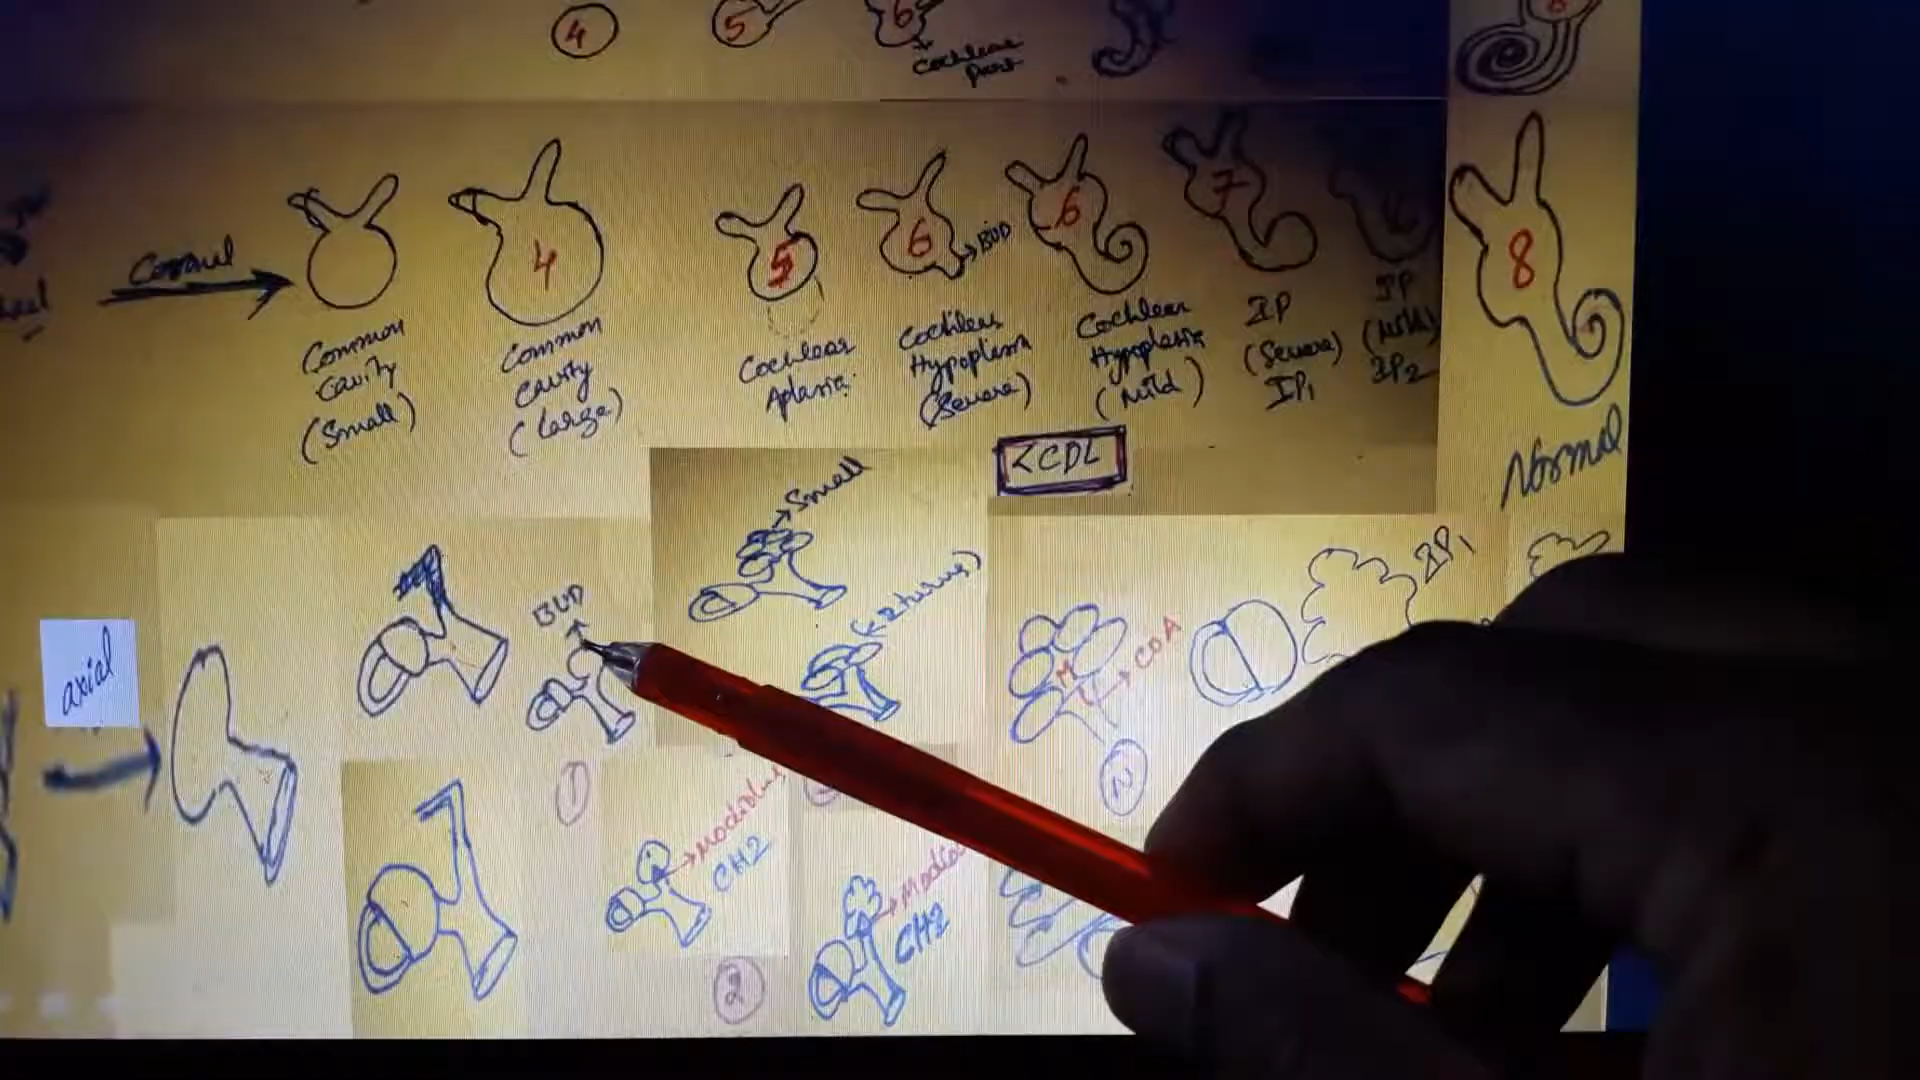 4
5
6
Cochlear
part
Coronal
4
5
6
BUD
6
7
8
Common
Cavity
(Small)
Common
Cavity
(Large)
Cochlear
Aplasia
Cochlear
Hypoplasia
(Severe)
Cochlear
Hypoplasia
(Mild)
IP
(Severe)
IP1
IP
(Mild)
IP2
<CDL
Normal
Small
IP1
BUD
(<2turns)
axial
M
COA
N
1
Modiolus
CH2
CH2
2